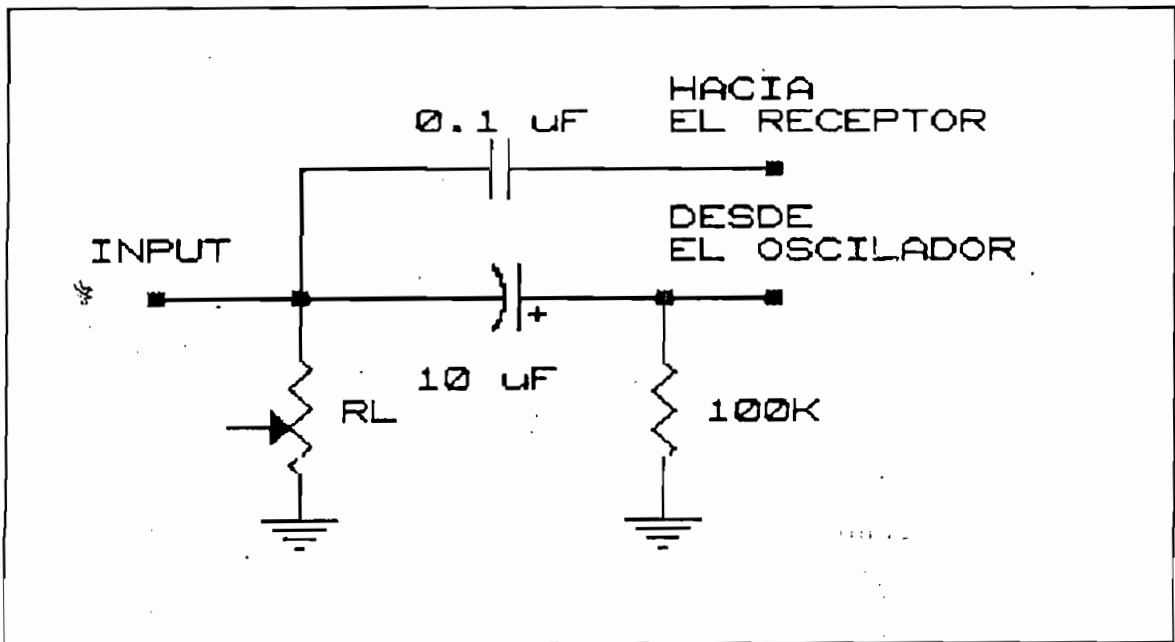 HACIA
EL RECEPTOR
0.1 uF
DESDE
EL OSCILADOR
INPUT
+
10 uF
RL
100K